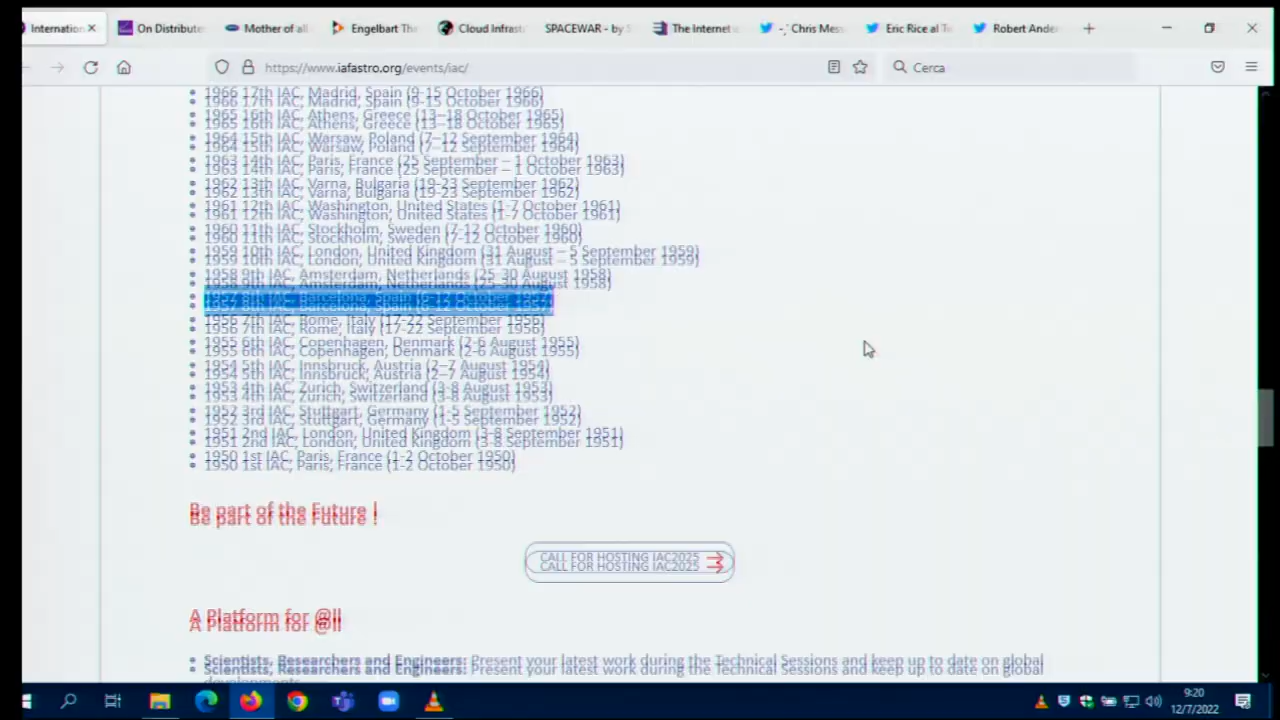 Internation
On Distribute
Mother of all
Engelbart The
Cloud Infrast
SPACEWAR - by S
The Internet
Chris Mes
Eric Rice al T
Robert Ande
https://www.iafastro.org/events/iac/
Cerca
1966 17th IAC, Madrid, Spain (9-15 October 1966)
1965 16th IAC, Athens, Greece (13–18 October 1965)
1964 15th IAC, Warsaw, Poland (7–12 September 1964)
1963 14th IAC, Paris, France (25 September – 1 October 1963)
1962 13th IAC, Varna, Bulgaria (19-23 September 1962)
1961 12th IAC, Washington, United States (1-7 October 1961)
1960 11th IAC, Stockholm, Sweden (7-12 October 1960)
1959 10th IAC, London, United Kingdom (31 August – 5 September 1959)
1958 9th IAC, Amsterdam, Netherlands (25-30 August 1958)
1957 8th IAC, Barcelona, Spain (6-12 October 1957)
1956 7th IAC, Rome, Italy (17-22 September 1956)
1955 6th IAC, Copenhagen, Denmark (2-6 August 1955)
1954 5th IAC, Innsbruck, Austria (2–7 August 1954)
1953 4th IAC, Zurich, Switzerland (3-8 August 1953)
1952 3rd IAC, Stuttgart, Germany (1-5 September 1952)
1951 2nd IAC, London, United Kingdom (3-8 September 1951)
1950 1st IAC, Paris, France (1-2 October 1950)
Be part of the Future !
CALL FOR HOSTING IAC2025
A Platform for @ll
Scientists, Researchers and Engineers: Present your latest work during the Technical Sessions and keep up to date on global
developments
9:20
12/7/2022